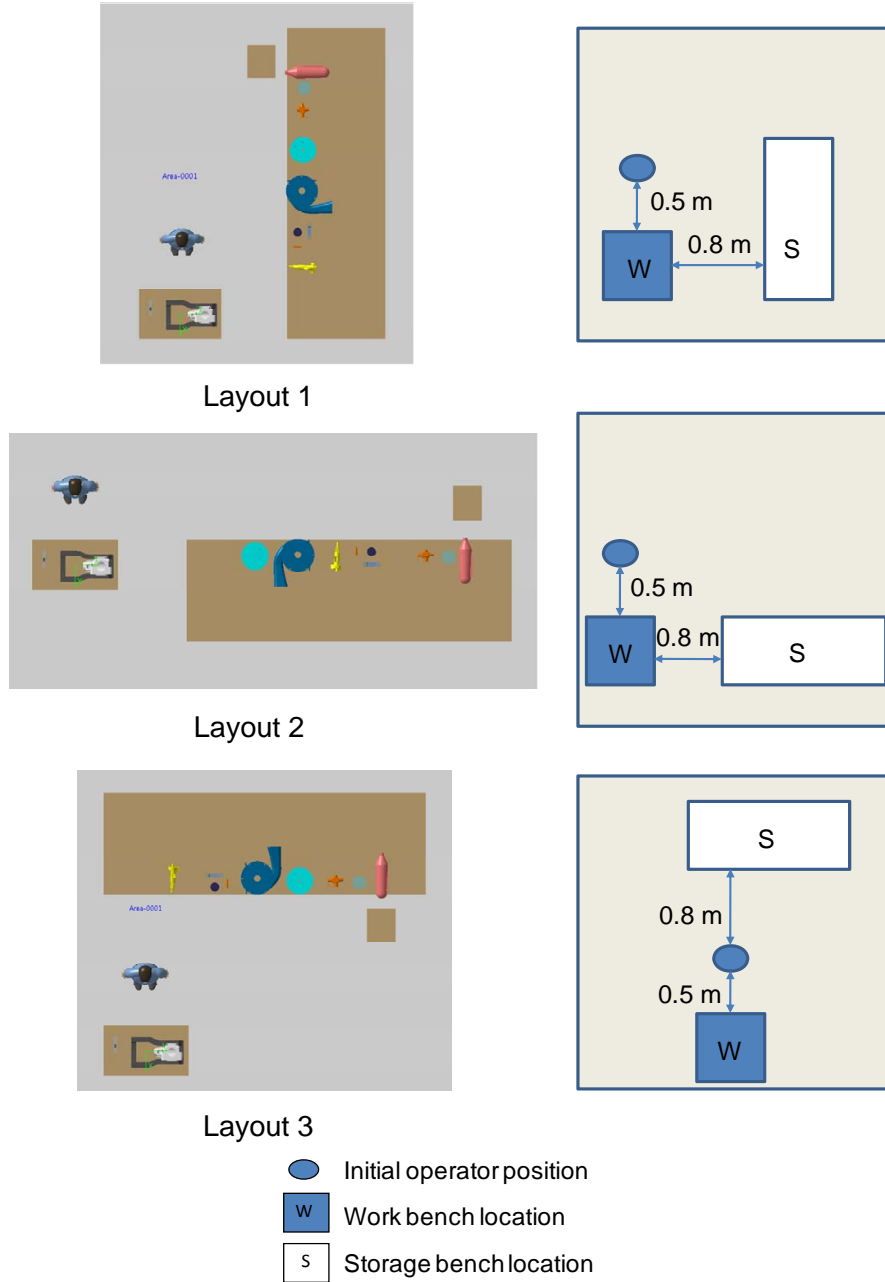 Area-0001
0.5 m
0.8 m
W
S
Layout 1
0.5 m
0.8 m
W
S
Layout 2
S
Area-0001
0.8 m
0.5 m
W
Layout 3
Initial operator position
W
Work bench location
S
Storage bench location